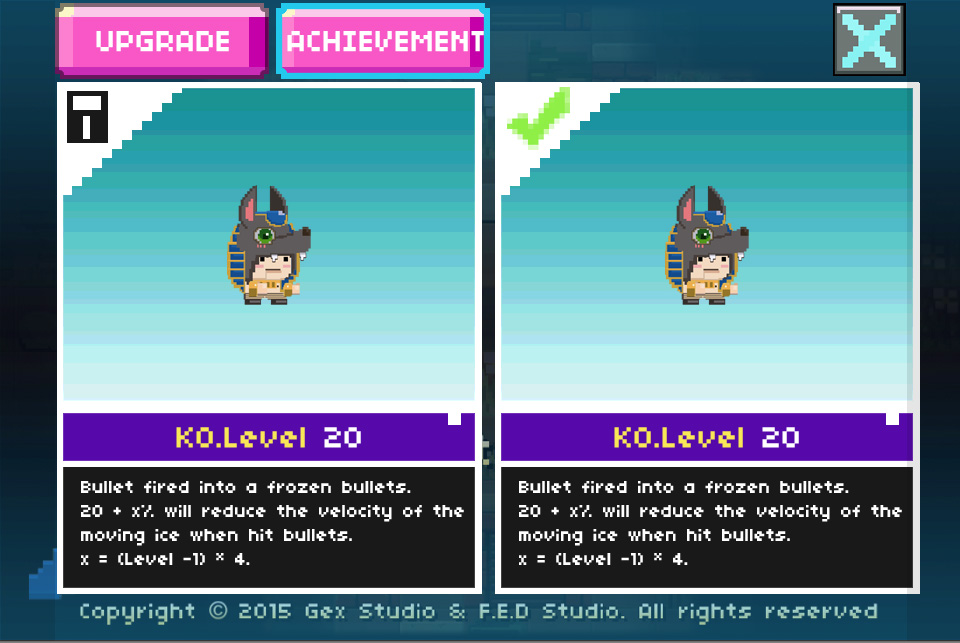 UPGRADE
ACHIEVEMENT
KO.Level 20
Bullet fired into a frozen bullets.
20 + x% will reduce the velocity of the
moving ice when hit bullets.
x = (Level -1) * 4.
KO.Level 20
Bullet fired into a frozen bullets.
20 + x% will reduce the velocity of the
moving ice when hit bullets.
x = (Level -1) * 4.
Copyright © 2015 Gex Studio & F.E.D Studio. All rights reserved